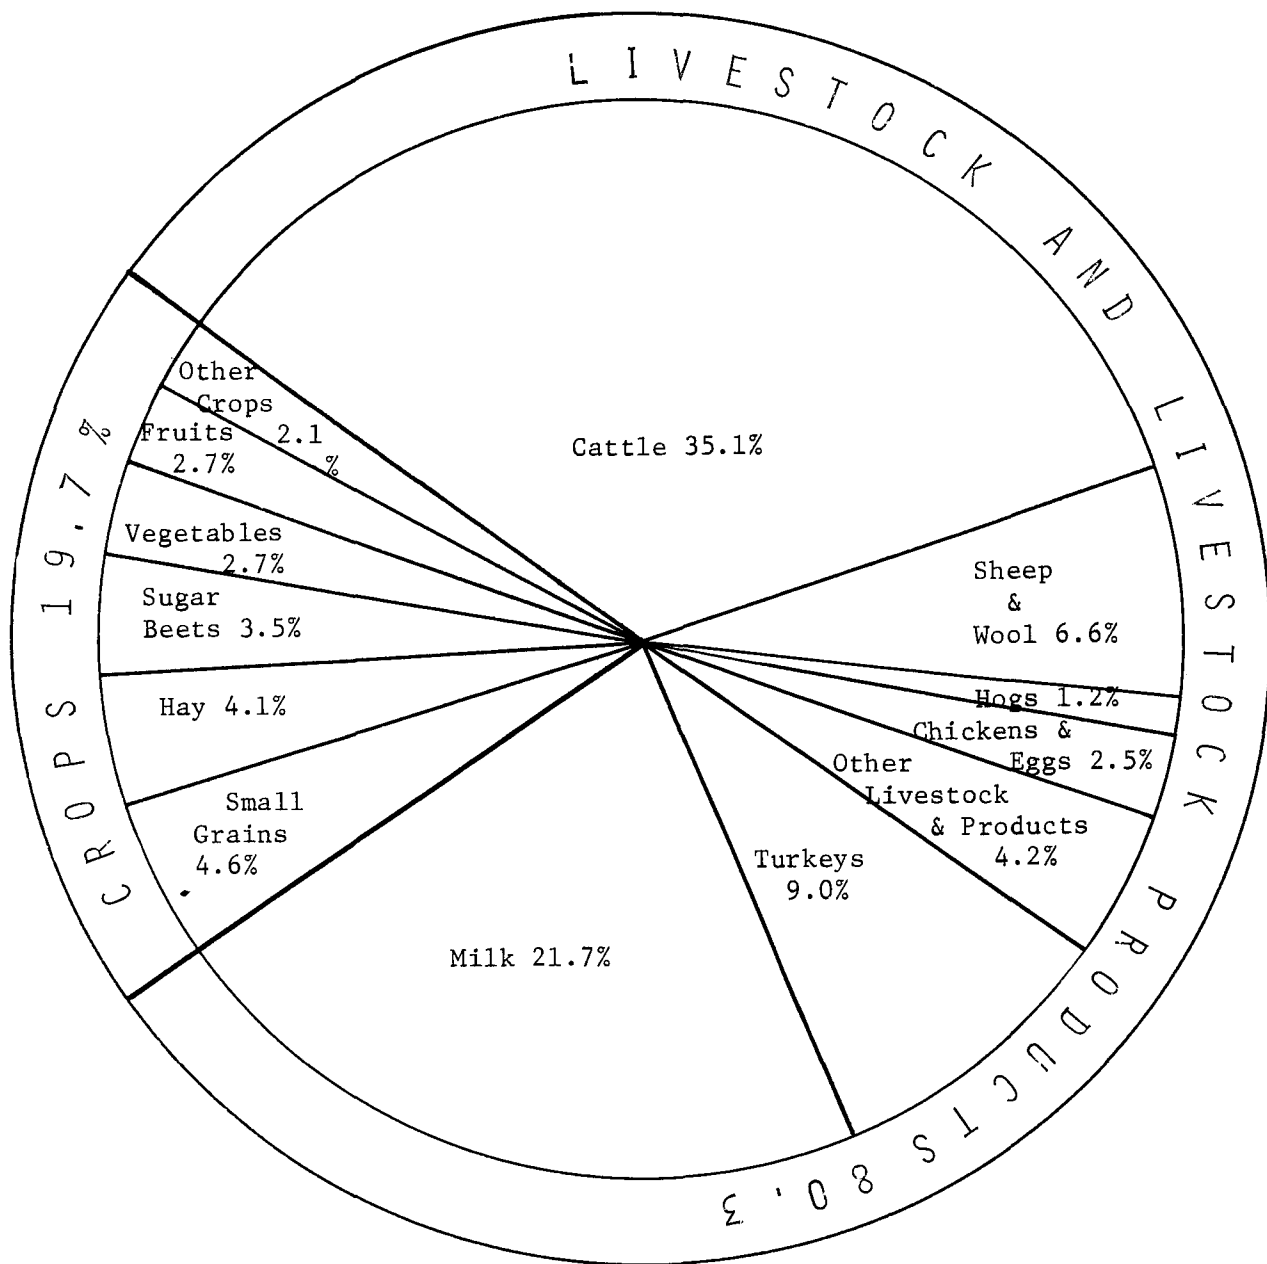 LIVESTOCK AND LIVESTOCK PRODUCTS 80.3
CROPS 19.7%
Cattle 35.1%
Sheep
&
Wool 6.6%
Hogs 1.2%
Chickens &
Eggs 2.5%
Other
Livestock
& Products
4.2%
Turkeys
9.0%
Milk 21.7%
Small
Grains
4.6%
Hay 4.1%
Sugar
Beets 3.5%
Vegetables
2.7%
Fruits
2.7%
Other
Crops
2.1
%